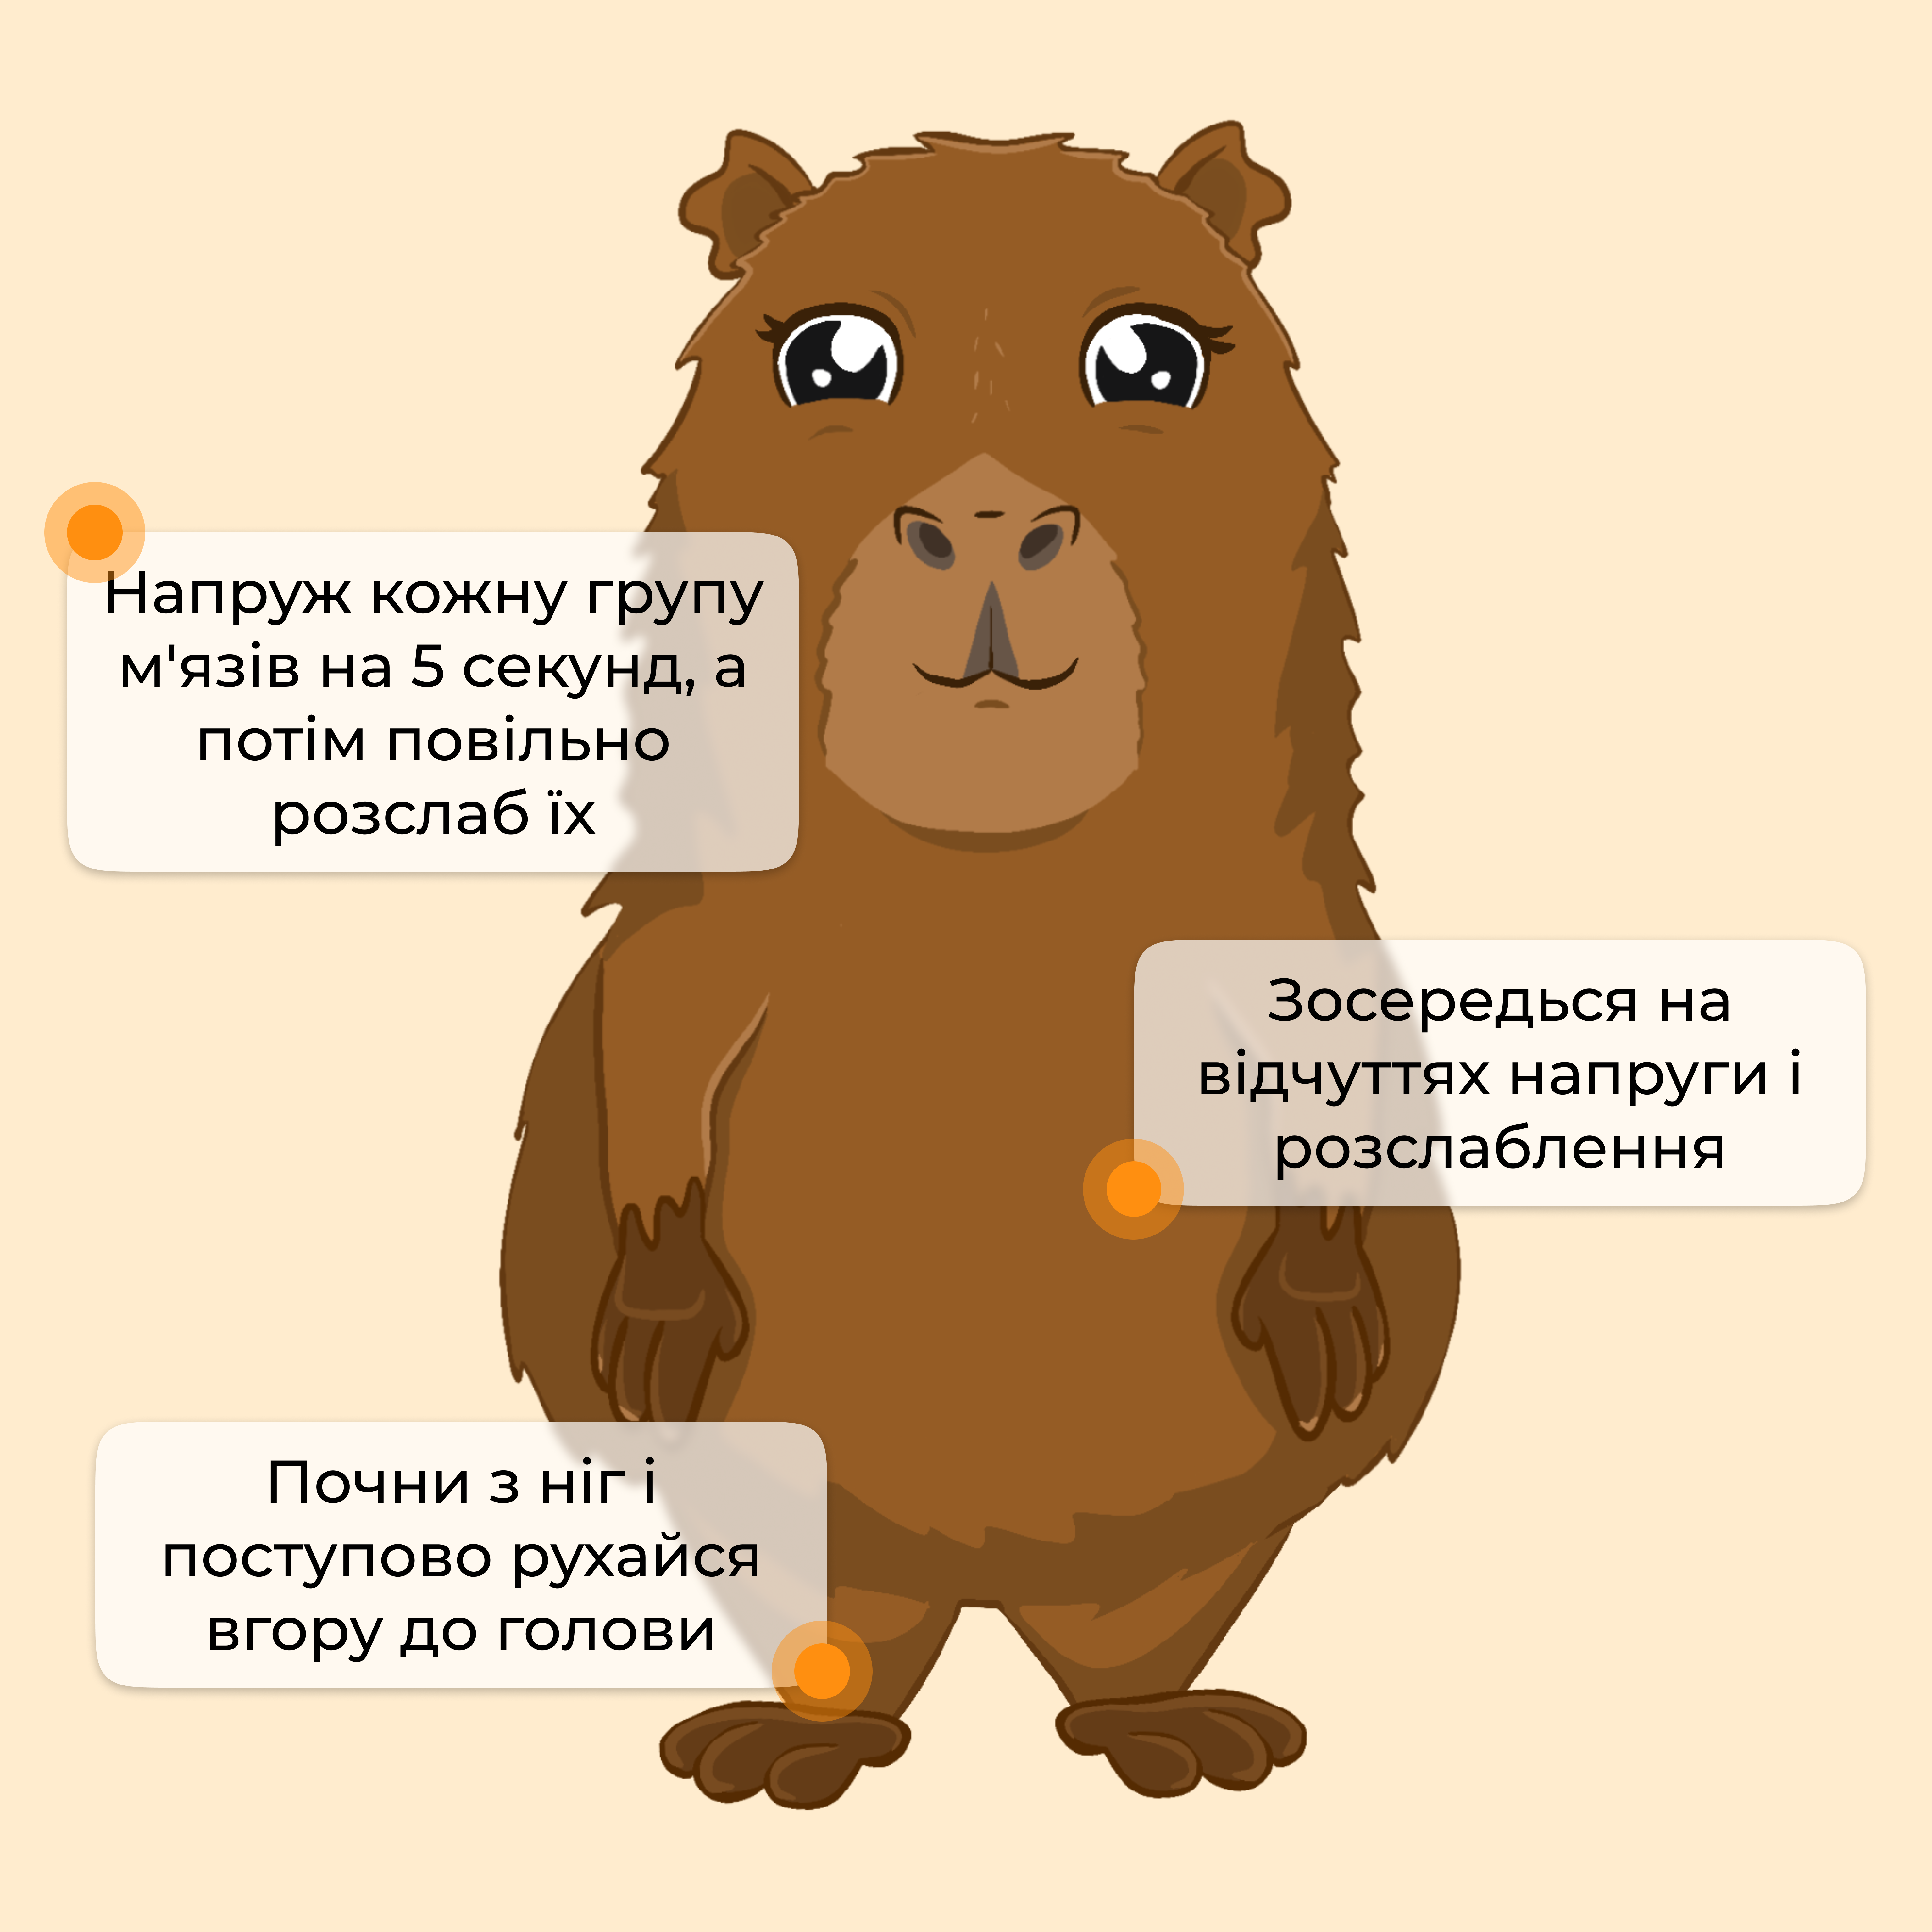 Напруж кожну групу
м'язів на 5 секунд, а
потім повільно
розслаб їх
Зосередься на
відчуттях напруги і
розслаблення
Почни з ніг і
поступово рухайся
вгору до голови